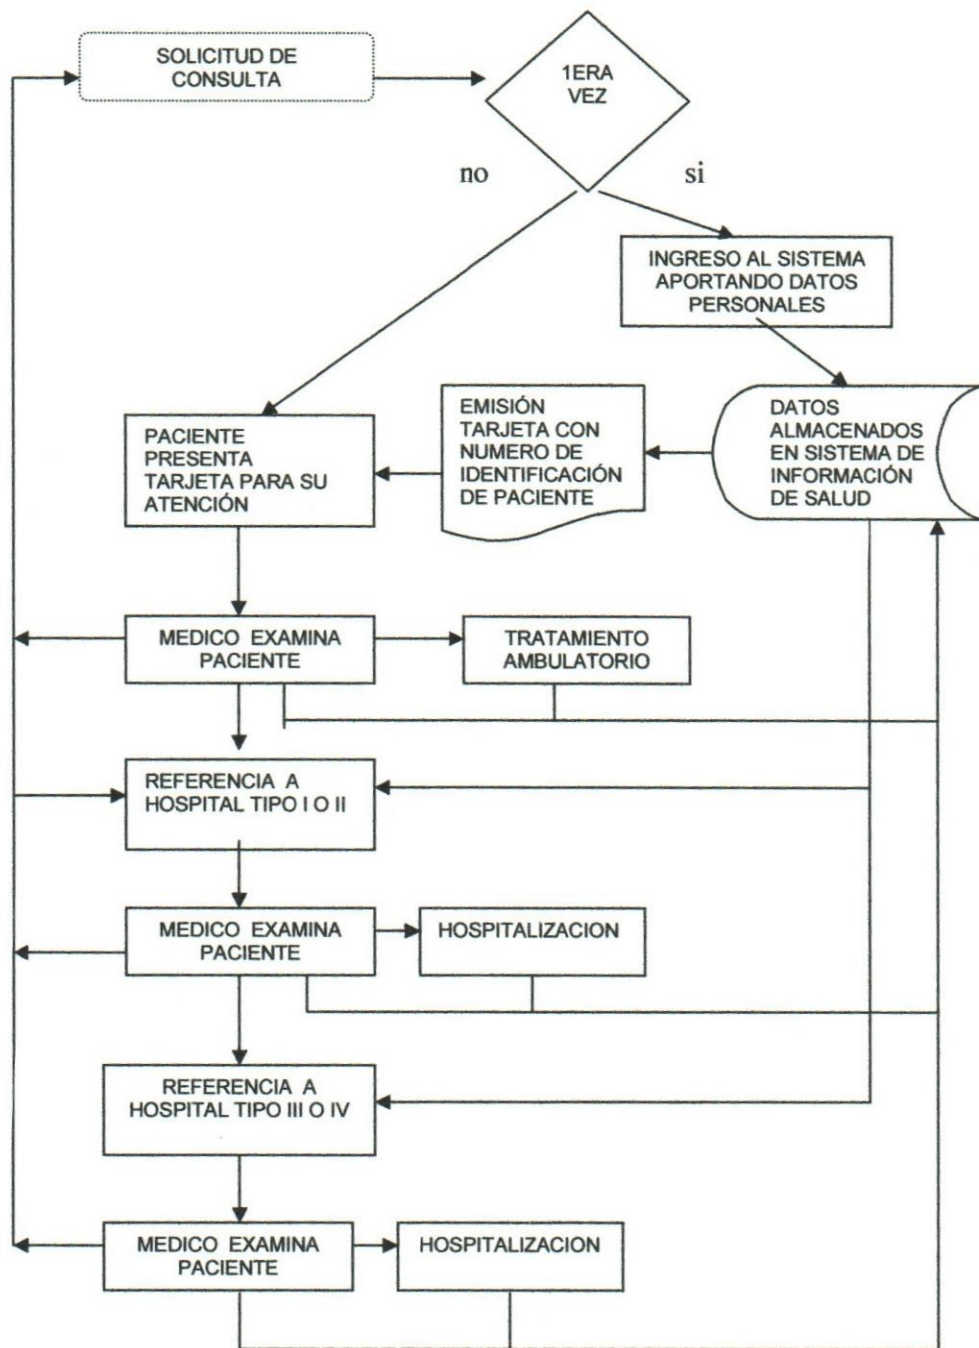 SOLICITUD DE
CONSULTA
1ERA
VEZ
no
si
INGRESO AL SISTEMA
APORTANDO DATOS
PERSONALES
PACIENTE
PRESENTA
TARJETA PARA SU
ATENCIÓN
EMISIÓN
TARJETA CON
NUMERO DE
IDENTIFICACIÓN
DE PACIENTE
DATOS
ALMACENADOS
EN SISTEMA DE
INFORMACIÓN
DE SALUD
MEDICO EXAMINA
PACIENTE
TRATAMIENTO
AMBULATORIO
REFERENCIA A
HOSPITAL TIPO I O II
MEDICO EXAMINA
PACIENTE
HOSPITALIZACION
REFERENCIA A
HOSPITAL TIPO III O IV
MEDICO EXAMINA
PACIENTE
HOSPITALIZACION